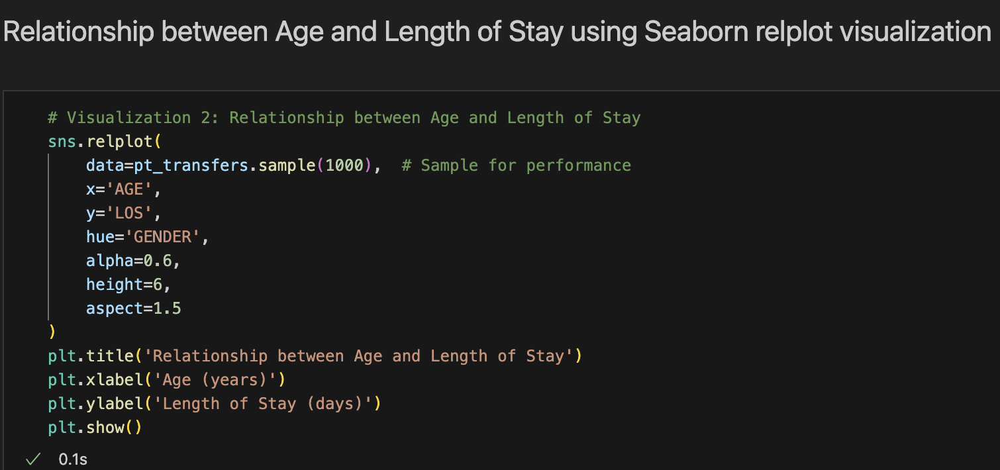 Relationship between Age and Length of Stay using Seaborn relplot visualization
# Visualization 2: Relationship between Age and Length of Stay
sns.relplot(
    data=pt_transfers.sample(1000),  # Sample for performance
    x='AGE',
    y='LOS',
    hue='GENDER',
    alpha=0.6,
    height=6,
    aspect=1.5
)
plt.title('Relationship between Age and Length of Stay')
plt.xlabel('Age (years)')
plt.ylabel('Length of Stay (days)')
plt.show()
✓ 0.1s